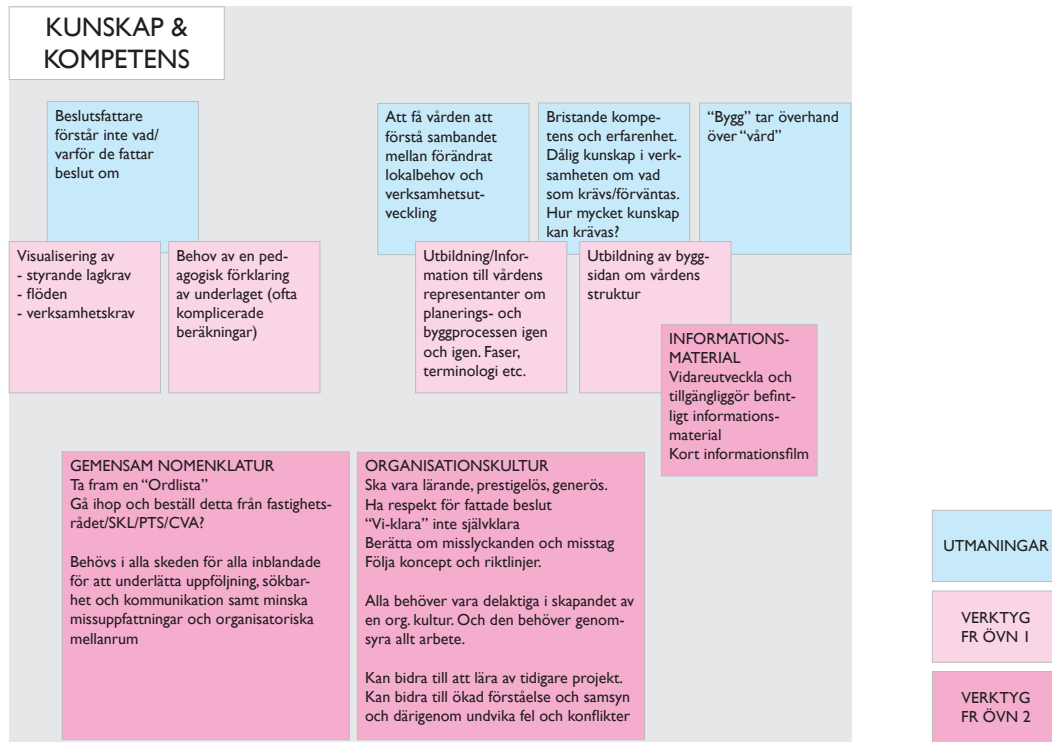 KUNSKAP &
KOMPETENS
Beslutsfattare
förstår inte vad/
varför de fattar
beslut om
Att få vården att
förstå sambandet
mellan förändrat
lokalbehov och
verksamhetsut-
veckling
Bristande kompe-
tens och erfarenhet.
Dålig kunskap i verk-
samheten om vad
som krävs/förväntas.
Hur mycket kunskap
kan krävas?
“Bygg” tar överhand
över “vård”
Visualisering av
- styrande lagkrav
- flöden
- verksamhetskrav
Behov av en ped-
agogisk förklaring
av underlaget (ofta
komplicerade
beräkningar)
Utbildning/Infor-
mation till vårdens
representanter om
planerings- och
byggprocessen igen
och igen. Faser,
terminologi etc.
Utbildning av bygg-
sidan om vårdens
struktur
INFORMATIONS-
MATERIAL
Vidareutveckla och
tillgängliggör befint-
ligt informations-
material
Kort informationsfilm
GEMENSAM NOMENKLATUR
Ta fram en “Ordlista”
Gå ihop och beställ detta från fastighets-
rådet/SKL/PTS/CVA?
Behövs i alla skeden för alla inblandade
för att underlätta uppföljning, sökbar-
het och kommunikation samt minska
missuppfattningar och organisatoriska
mellanrum
ORGANISATIONSKULTUR
Ska vara lärande, prestigelös, generös.
Ha respekt för fattade beslut
“Vi-klara” inte självklara
Berätta om misslyckanden och misstag
Följa koncept och riktlinjer.
Alla behöver vara delaktiga i skapandet av
en org. kultur. Och den behöver genom-
syra allt arbete.
Kan bidra till att lära av tidigare projekt.
Kan bidra till ökad förståelse och samsyn
och därigenom undvika fel och konflikter
UTMANINGAR
VERKTYG
FR ÖVN 1
VERKTYG
FR ÖVN 2